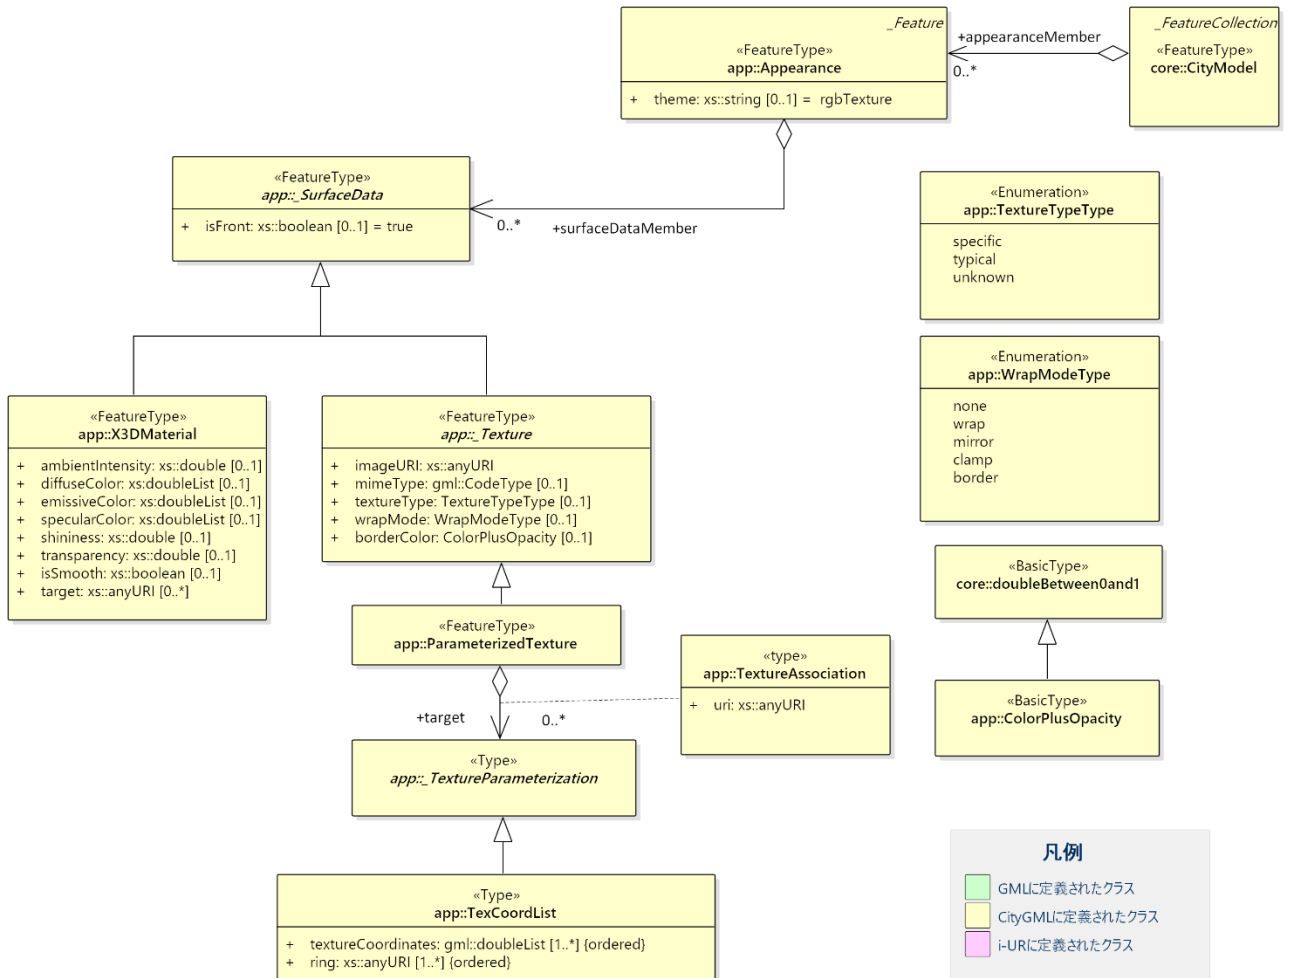 _Feature
«FeatureType»
app::Appearance
+ theme: xs::string [0..1] = rgbTexture
+appearanceMember
0..*
_FeatureCollection
«FeatureType»
core::CityModel
«FeatureType»
app::_SurfaceData
+ isFront: xs::boolean [0..1] = true
0..*
+surfaceDataMember
«Enumeration»
app::TextureTypeType
specific
typical
unknown
«Enumeration»
app::WrapModeType
none
wrap
mirror
clamp
border
«FeatureType»
app::X3DMaterial
+ ambientIntensity: xs::double [0..1]
+ diffuseColor: xs:doubleList [0..1]
+ emissiveColor: xs:doubleList [0..1]
+ specularColor: xs:doubleList [0..1]
+ shininess: xs::double [0..1]
+ transparency: xs::double [0..1]
+ isSmooth: xs::boolean [0..1]
+ target: xs::anyURI [0..*]
«FeatureType»
app::_Texture
+ imageURI: xs::anyURI
+ mimeType: gml::CodeType [0..1]
+ textureType: TextureTypeType [0..1]
+ wrapMode: WrapModeType [0..1]
+ borderColor: ColorPlusOpacity [0..1]
«BasicType»
core::doubleBetween0and1
«FeatureType»
app::ParameterizedTexture
«type»
app::TextureAssociation
+ uri: xs::anyURI
«BasicType»
app::ColorPlusOpacity
+target
0..*
«Type»
app::_TextureParameterization
«Type»
app::TexCoordList
+ textureCoordinates: gml::doubleList [1..*] {ordered}
+ ring: xs::anyURI [1..*] {ordered}
凡例
GMLに定義されたクラス
CityGMLに定義されたクラス
i-URに定義されたクラス